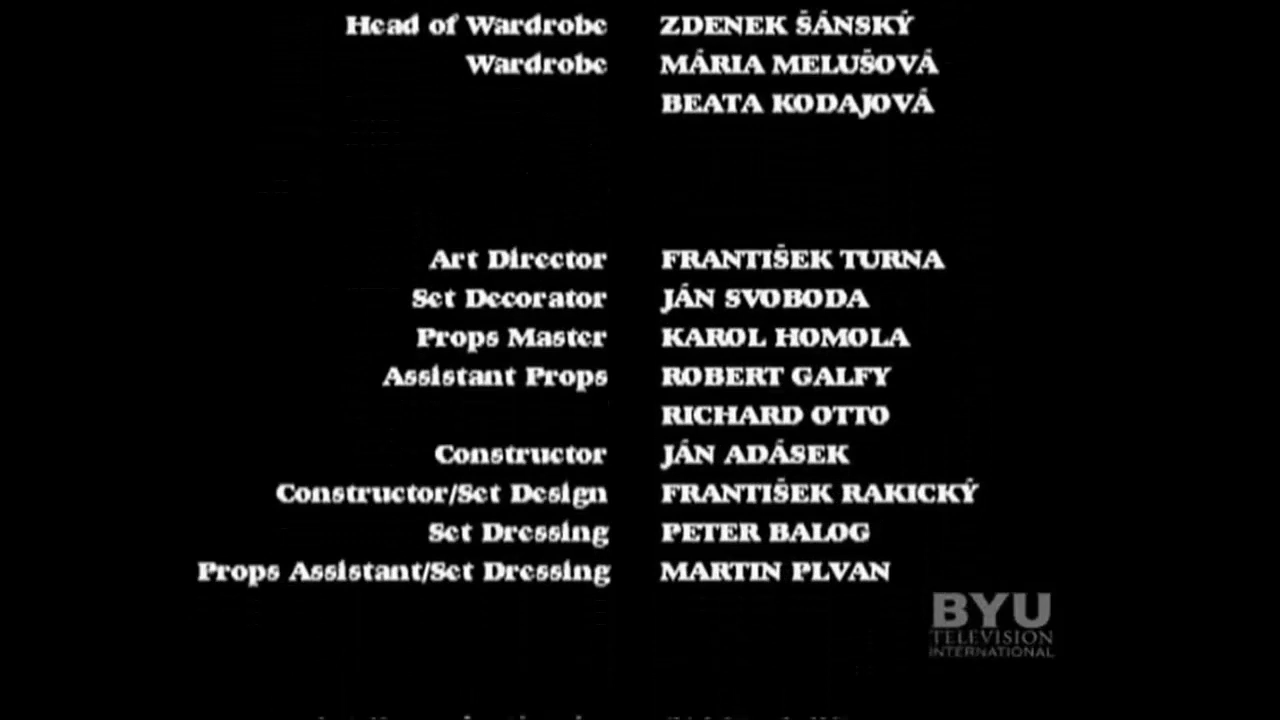 Head of Wardrobe ZDENEK ŠÁNSKÝ
Wardrobe MÁRIA MELUŠOVÁ
BEATA KODAJOVÁ
Art Director FRANTIŠEK TURNA
Set Decorator JÁN SVOBODA
Props Master KAROL HOMOLA
Assistant Props ROBERT GALFY
RICHARD OTTO
Constructor JÁN ADÁSEK
Constructor/Set Design FRANTIŠEK RAKICKÝ
Set Dressing PETER BALOG
Props Assistant/Set Dressing MARTIN PLVAN
BYU
TELEVISION
INTERNATIONAL